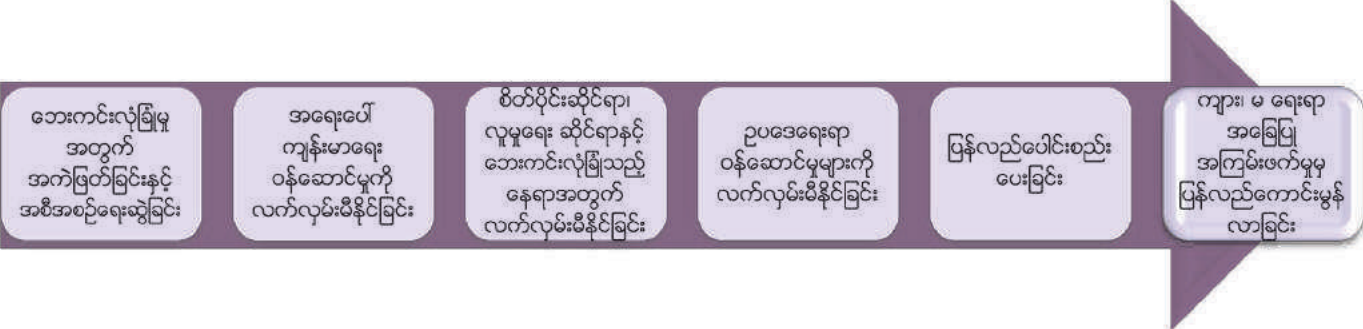 ဘေးကင်းလုံခြုံမှု
အတွက်
အကဲဖြတ်ခြင်းနှင့်
အစီအစဉ်ရေးဆွဲခြင်း
အရေးပေါ်
ကျန်းမာရေး
ဝန်ဆောင်မှုကို
လက်လှမ်းမီနိုင်ခြင်း
စိတ်ပိုင်းဆိုင်ရာ၊
လူမှုရေး ဆိုင်ရာနှင့်
ဘေးကင်းလုံခြုံသည့်
နေရာအတွက်
လက်လှမ်းမီနိုင်ခြင်း
ဥပဒေရေးရာ
ဝန်ဆောင်မှုများကို
လက်လှမ်းမီနိုင်ခြင်း
ပြန်လည်ပေါင်းစည်း
ပေးခြင်း
ကျား၊ မ ရေးရာ
အခြေပြု
အကြမ်းဖက်မှုမှ
ပြန်လည်ကောင်းမွန်
လာခြင်း